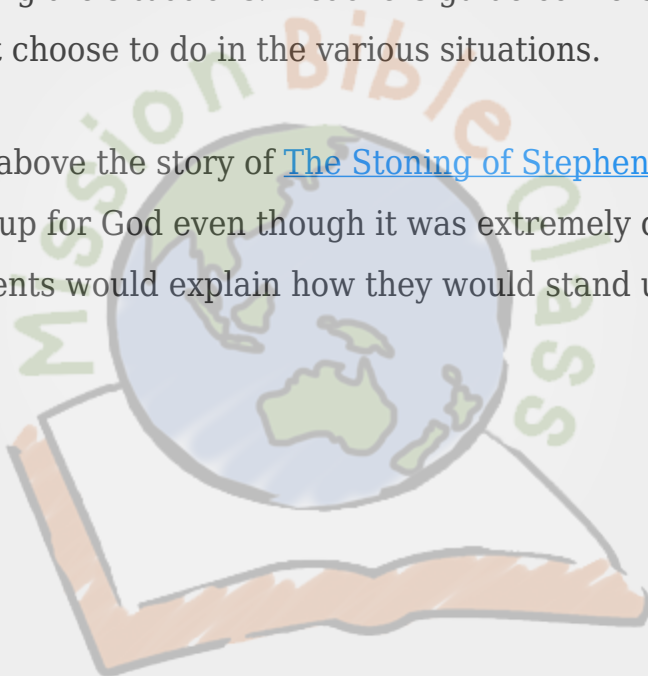 t choose to do in the various situations.
above the story of The Stoning of Stephen
up for God even though it was extremely
ents would explain how they would stand
Mission Bible Class